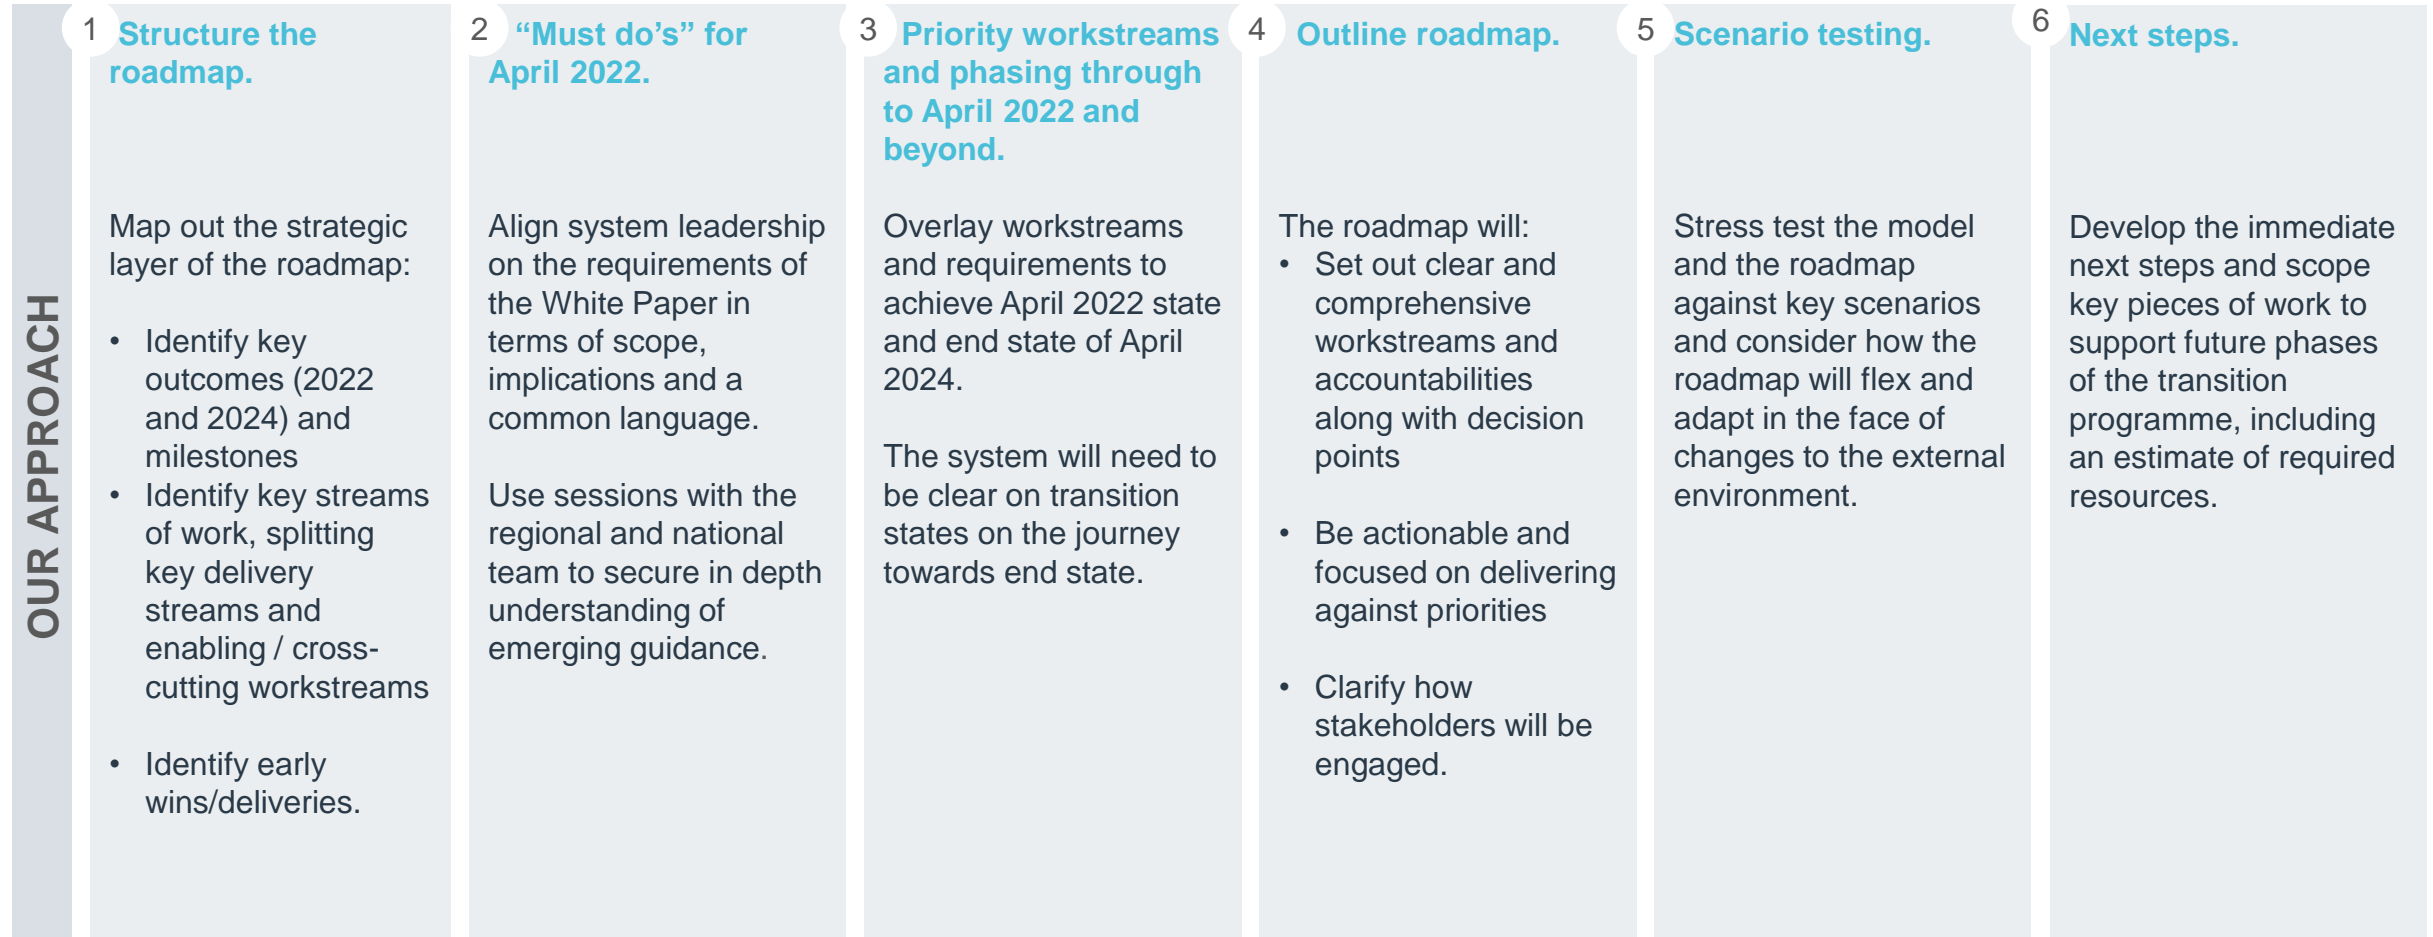 OUR APPROACH
1
Structure the
roadmap.
Map out the strategic
layer of the roadmap:
• Identify key
outcomes (2022
and 2024) and
milestones
• Identify key streams
of work, splitting
key delivery
streams and
enabling / cross-
cutting workstreams
• Identify early
wins/deliveries.
2
“Must do’s” for
April 2022.
Align system leadership
on the requirements of
the White Paper in
terms of scope,
implications and a
common language.
Use sessions with the
regional and national
team to secure in depth
understanding of
emerging guidance.
3
Priority workstreams
and phasing through
to April 2022 and
beyond.
Overlay workstreams
and requirements to
achieve April 2022 state
and end state of April
2024.
The system will need to
be clear on transition
states on the journey
towards end state.
4
Outline roadmap.
The roadmap will:
• Set out clear and
comprehensive
workstreams and
accountabilities
along with decision
points
• Be actionable and
focused on delivering
against priorities
• Clarify how
stakeholders will be
engaged.
5
Scenario testing.
Stress test the model
and the roadmap
against key scenarios
and consider how the
roadmap will flex and
adapt in the face of
changes to the external
environment.
6
Next steps.
Develop the immediate
next steps and scope
key pieces of work to
support future phases
of the transition
programme, including
an estimate of required
resources.